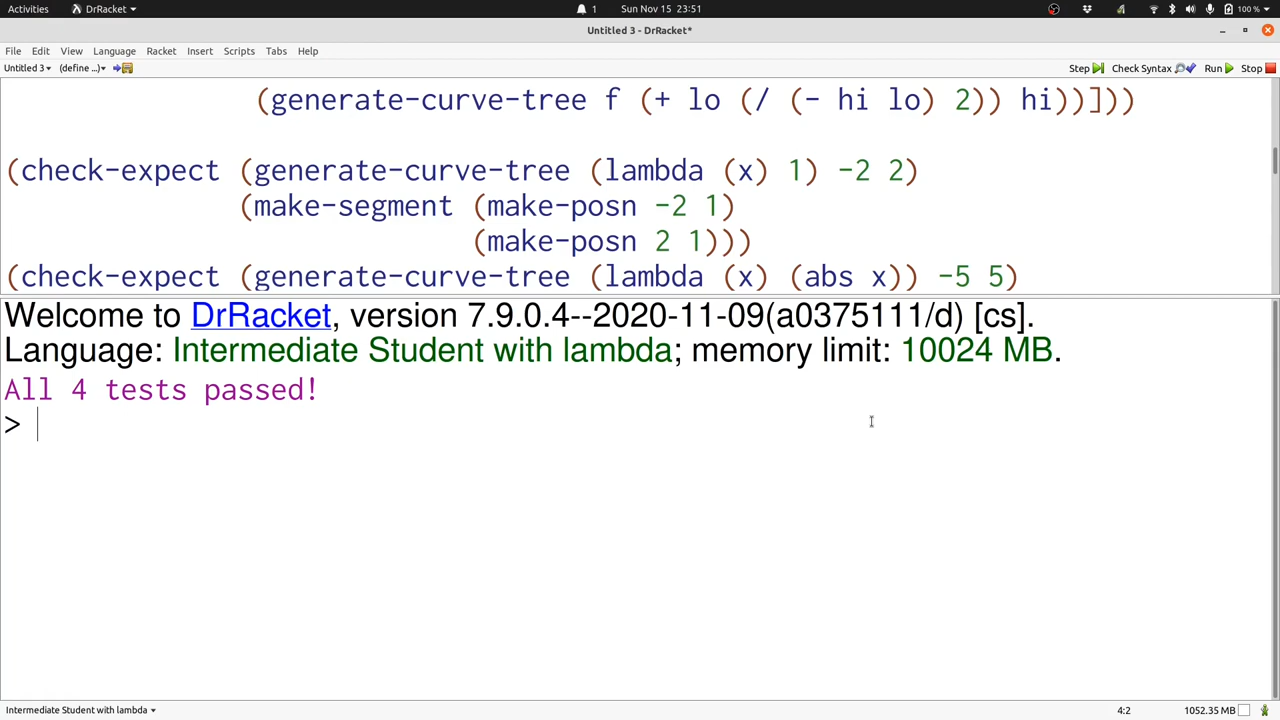 Activities DrRacket 1 Sun Nov 15 23:51 100 %
Untitled 3 - DrRacket*
File Edit View Language Racket Insert Scripts Tabs Help
Untitled 3 (define ...) Step Check Syntax Run Stop
(generate-curve-tree f (+ lo (/ (- hi lo) 2)) hi))]))
(check-expect (generate-curve-tree (lambda (x) 1) -2 2)
(make-segment (make-posn -2 1)
(make-posn 2 1)))
(check-expect (generate-curve-tree (lambda (x) (abs x)) -5 5)
Welcome to DrRacket, version 7.9.0.4--2020-11-09(a0375111/d) [cs].
Language: Intermediate Student with lambda; memory limit: 10024 MB.
All 4 tests passed!
>
Intermediate Student with lambda 4:2 1052.35 MB